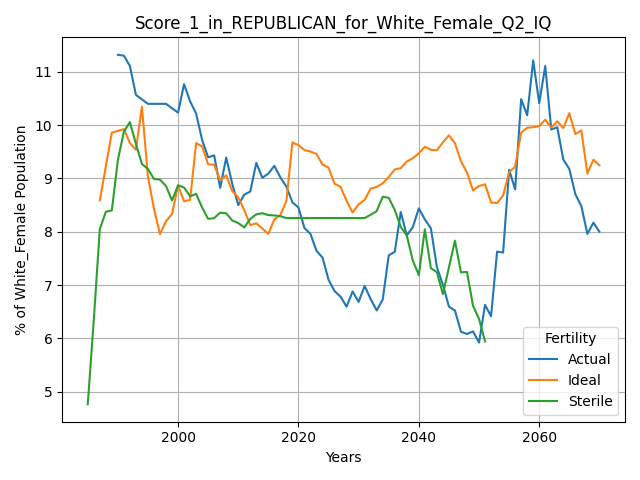 Score_1_in_REPUBLICAN_for_White_Female_Q2_IQ
% of White_Female Population
11
10
9
8
7
6
5
2000 2020 2040 2060
Years
Fertility
Actual
Ideal
Sterile